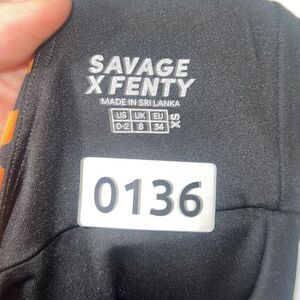 SAVAGE
X FENTY
MADE IN SRI LANKA
US UK EU
0-2 8 34
XS
0136